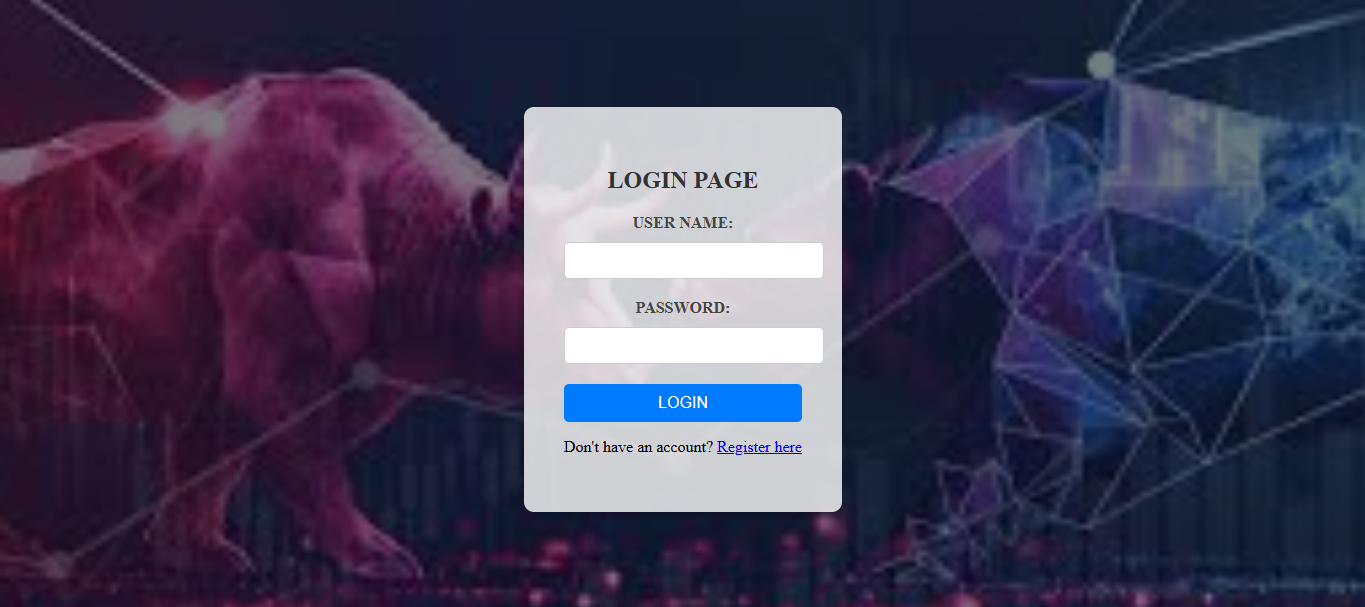 LOGIN PAGE
USER NAME:
PASSWORD:
LOGIN
Don't have an account? Register here